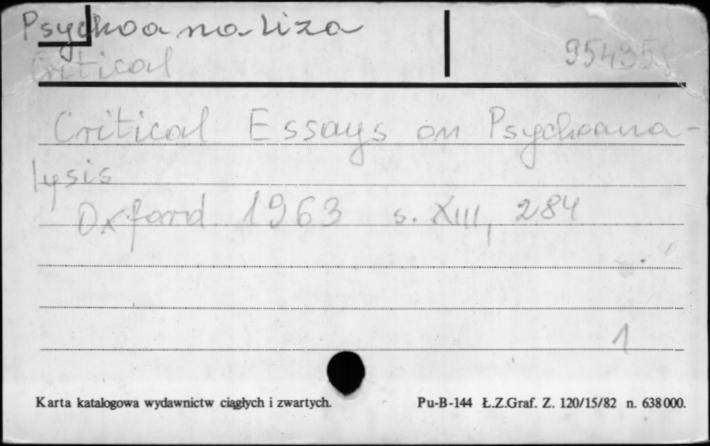 Psychoanaliza
Critical 95435
Critical Essays on Psychoana-
lysis
Oxford 1963 s. XIII, 284
1
Karta katalogowa wydawnictw ciągłych i zwartych. Pu-B-144 Ł.Z.Graf. Z. 120/15/82 n. 638000.